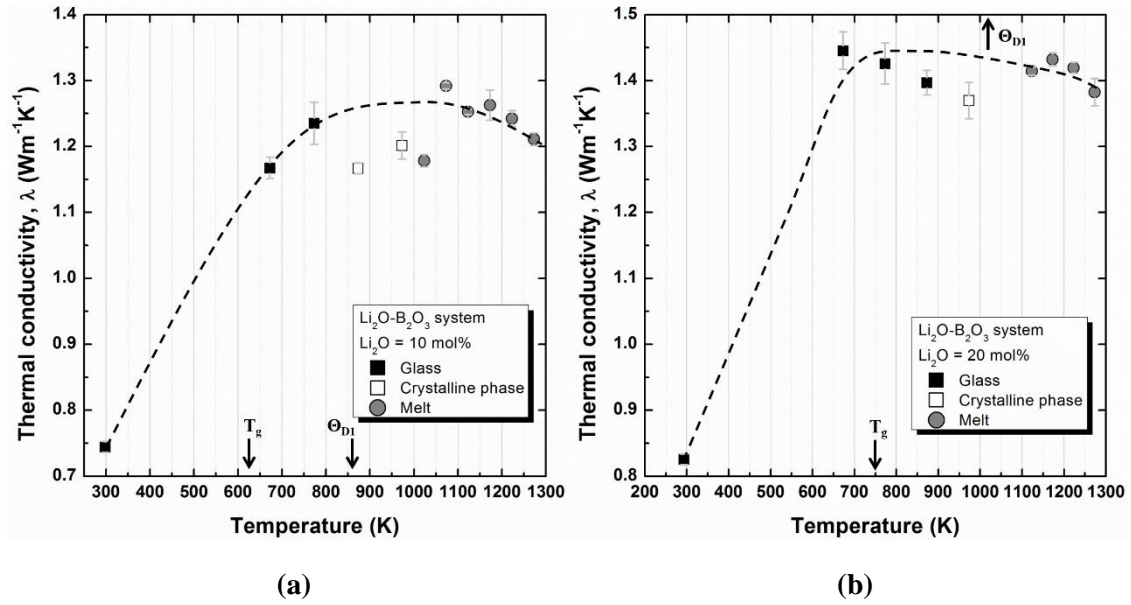 1.4
1.3
1.2
1.1
1.0
0.9
0.8
0.7
Thermal conductivity, λ (Wm⁻¹K⁻¹)
Li₂O-B₂O₃ system
Li₂O = 10 mol%
Glass
Crystalline phase
Melt
T_g
Θ_D1
300 400 500 600 700 800 900 1000 1100 1200 1300
Temperature (K)
(a)
1.5
1.4
1.3
1.2
1.1
1.0
0.9
0.8
Thermal conductivity, λ (Wm⁻¹K⁻¹)
Θ_D1
Li₂O-B₂O₃ system
Li₂O = 20 mol%
Glass
Crystalline phase
Melt
T_g
200 300 400 500 600 700 800 900 1000 1100 1200 1300
Temperature (K)
(b)